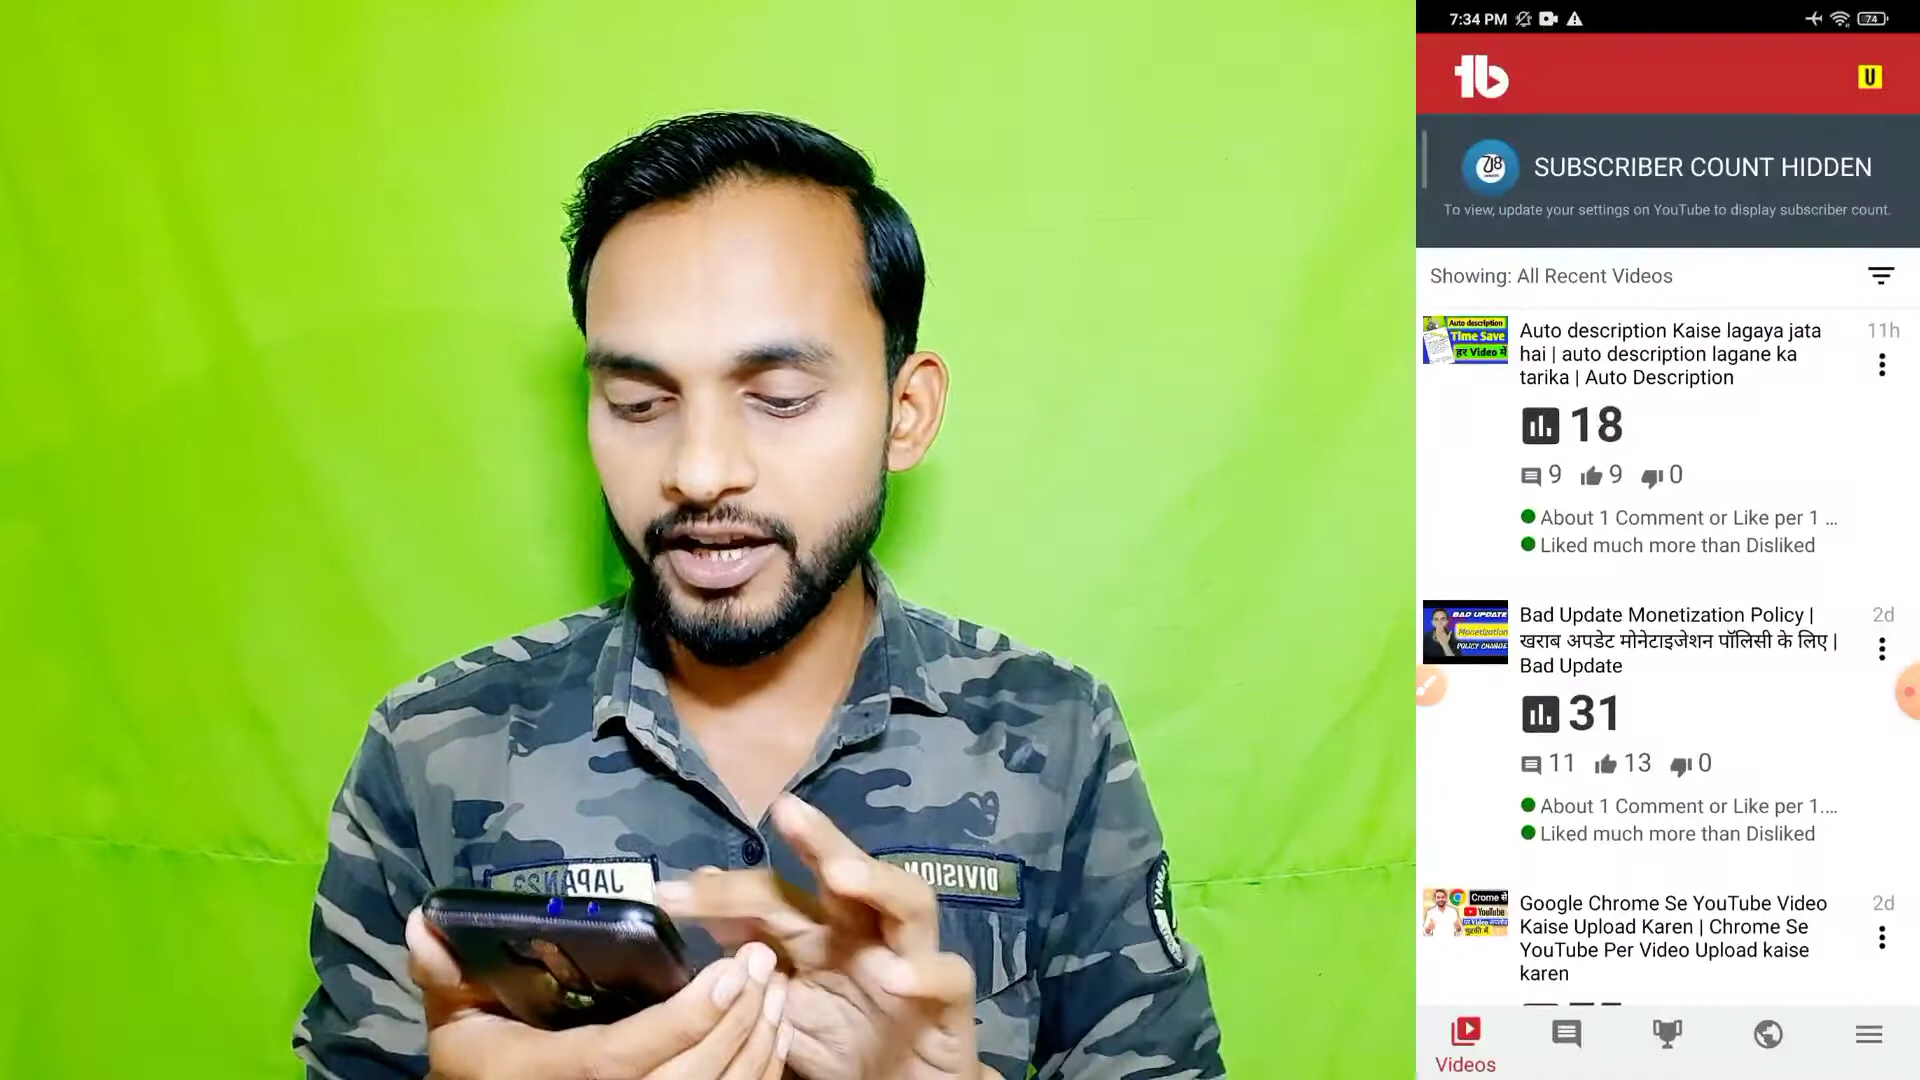 7:34 PM
74
tb
U
SUBSCRIBER COUNT HIDDEN
To view, update your settings on YouTube to display subscriber count.
Showing: All Recent Videos
Auto description
Time Save
हर Video में
Auto description Kaise lagaya jata
hai | auto description lagane ka
tarika | Auto Description
11h
18
9 9 0
About 1 Comment or Like per 1 ...
Liked much more than Disliked
BAD UPDATE
Monetization
POLICY CHANGE
Bad Update Monetization Policy |
खराब अपडेट मोनेटाइजेशन पॉलिसी के लिए |
Bad Update
2d
31
11 13 0
About 1 Comment or Like per 1....
Liked much more than Disliked
Crome से
YouTube
Google Chrome Se YouTube Video
Kaise Upload Karen | Chrome Se
YouTube Per Video Upload kaise
karen
2d
Videos
JAPAN23
DIVISION